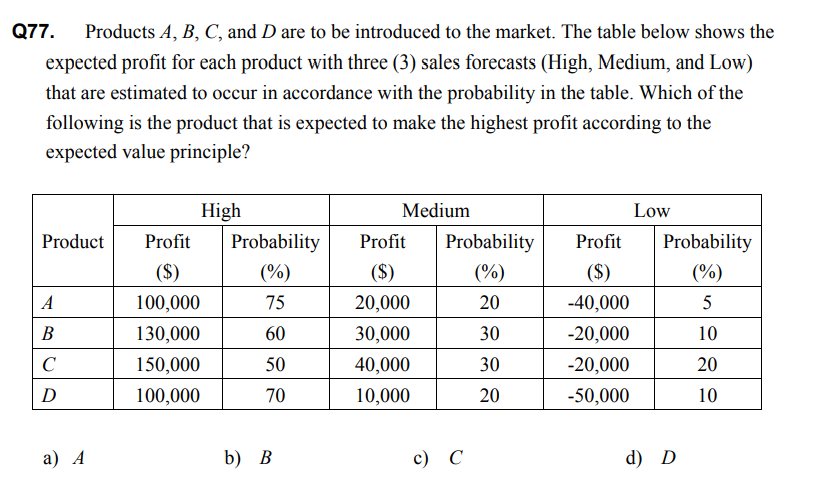 Q77. Products A, B, C, and D are to be introduced to the market. The table below shows the
expected profit for each product with three (3) sales forecasts (High, Medium, and Low)
that are estimated to occur in accordance with the probability in the table. Which of the
following is the product that is expected to make the highest profit according to the
expected value principle?
High Medium Low
Product Profit Probability Profit Probability Profit Probability
($) (%) ($) (%) ($) (%)
A 100,000 75 20,000 20 -40,000 5
B 130,000 60 30,000 30 -20,000 10
C 150,000 50 40,000 30 -20,000 20
D 100,000 70 10,000 20 -50,000 10
a) A b) B c) C d) D